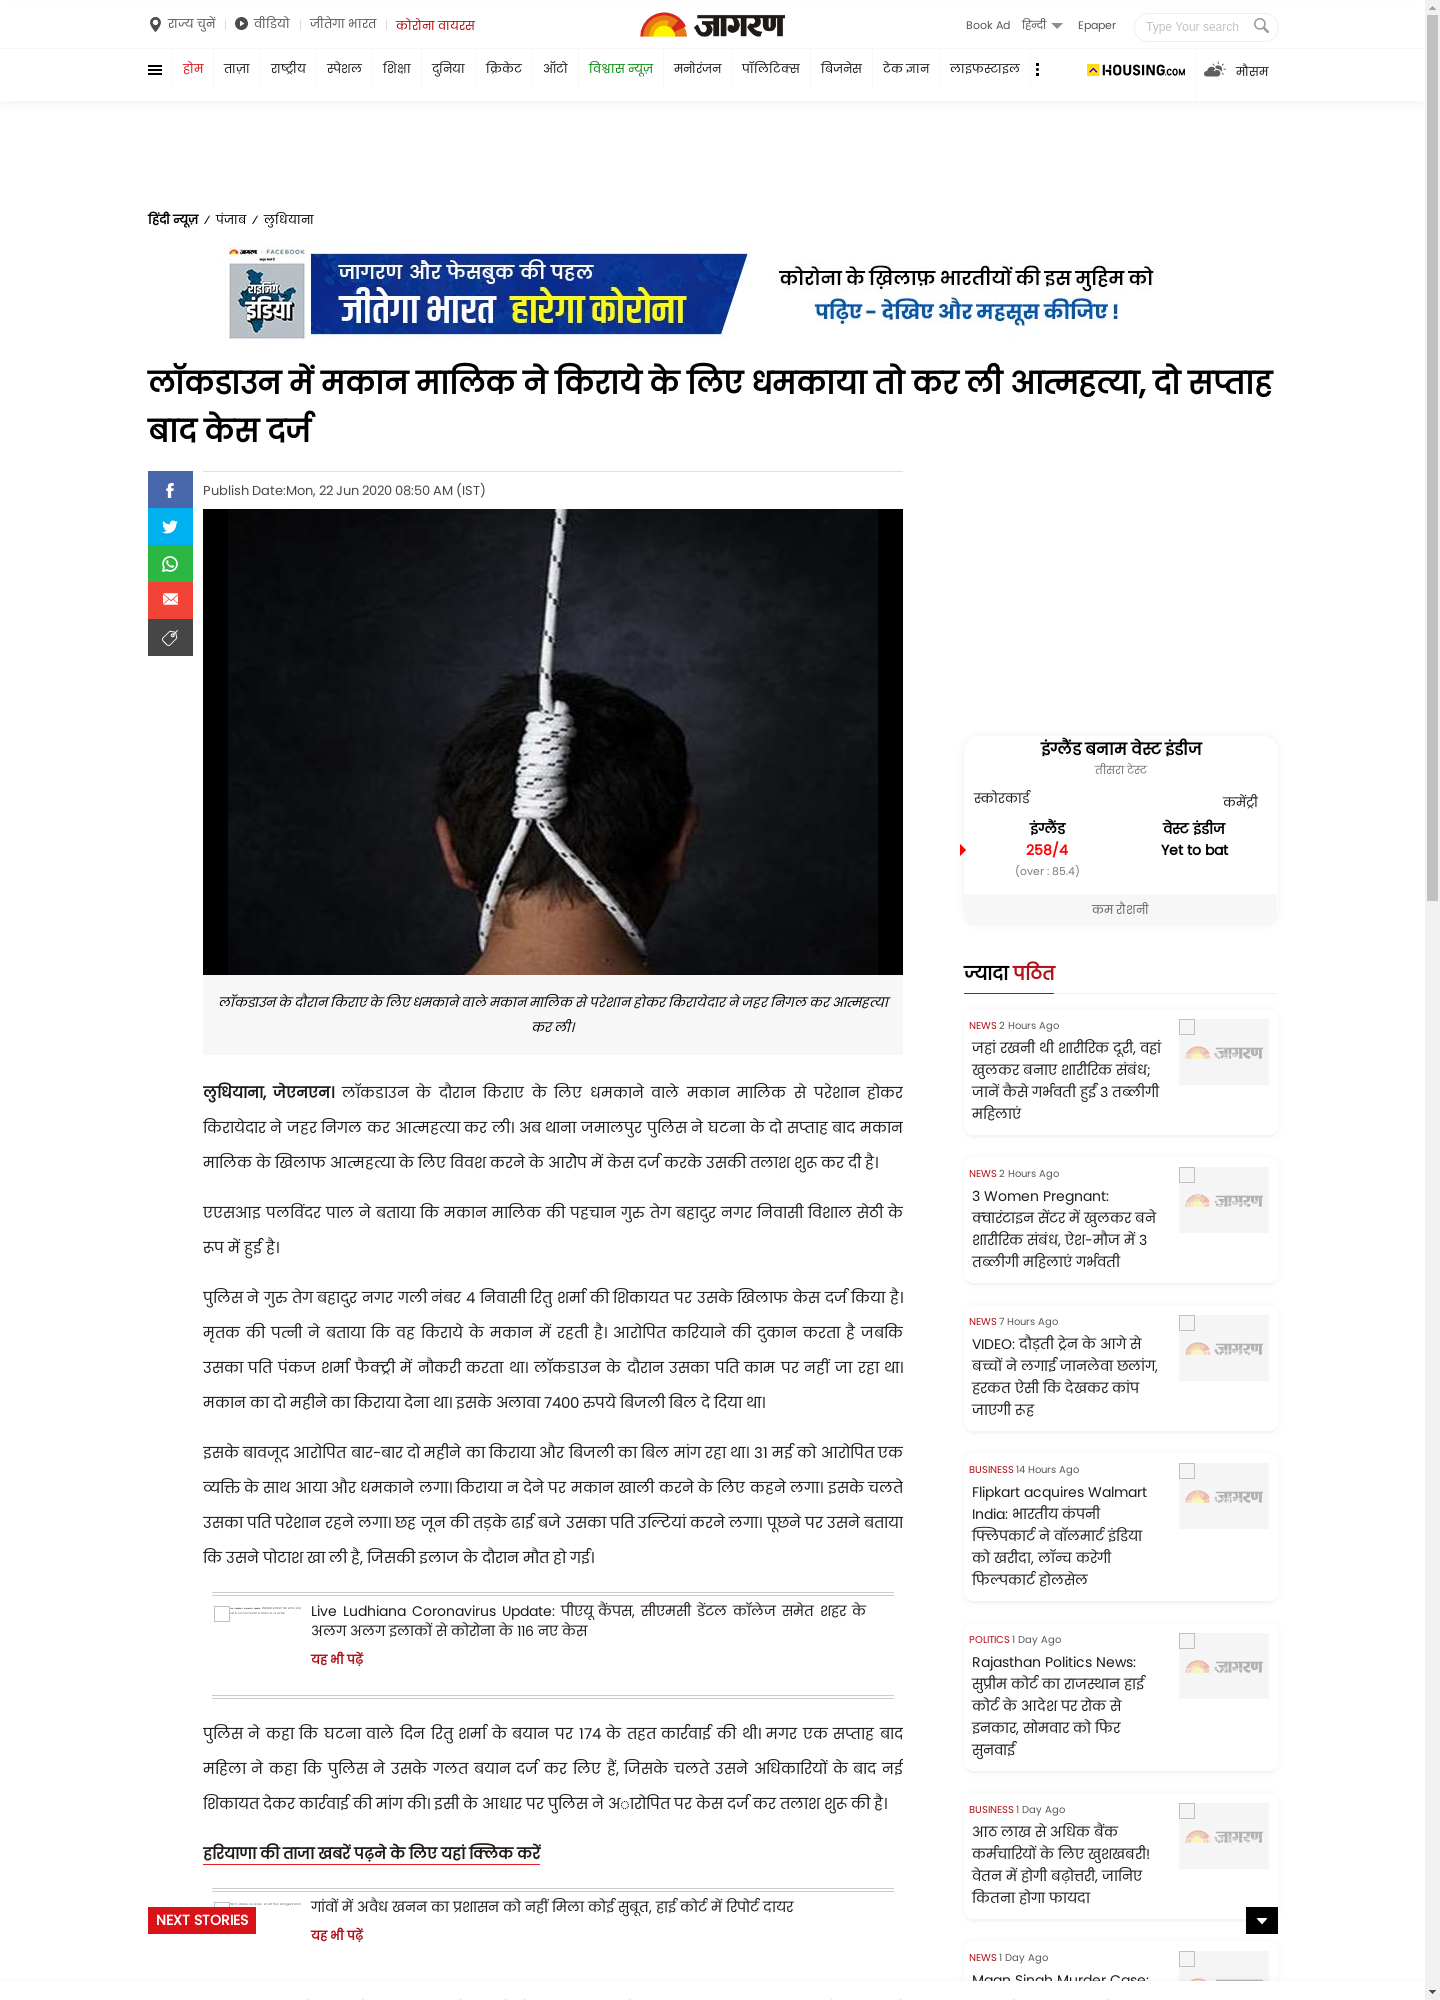 राज्य चुनें
वीडियो
जीतेगा भारत
कोरोना वायरस
जागरण
Book Ad
हिन्दी
Epaper
Type Your search
होम
ताज़ा
राष्ट्रीय
स्पेशल
शिक्षा
दुनिया
क्रिकेट
ऑटो
विश्वास न्यूज़
मनोरंजन
पॉलिटिक्स
बिजनेस
टेक ज्ञान
लाइफस्टाइल
HOUSING.COM
मौसम
हिंदी न्यूज़ / पंजाब / लुधियाना
जागरण FACEBOOK
राइजिंग
इंडिया
जागरण और फेसबुक की पहल
जीतेगा भारत हारेगा कोरोना
कोरोना के ख़िलाफ़ भारतीयों की इस मुहिम को
पढ़िए - देखिए और महसूस कीजिए !
लॉकडाउन में मकान मालिक ने किराये के लिए धमकाया तो कर ली आत्महत्या, दो सप्ताह
बाद केस दर्ज
Publish Date:Mon, 22 Jun 2020 08:50 AM (IST)
लॉकडाउन के दौरान किराए के लिए धमकाने वाले मकान मालिक से परेशान होकर किरायेदार ने जहर निगल कर आत्महत्या
कर ली।
लुधियाना, जेएनएन। लॉकडाउन के दौरान किराए के लिए धमकाने वाले मकान मालिक से परेशान होकर
किरायेदार ने जहर निगल कर आत्महत्या कर ली। अब थाना जमालपुर पुलिस ने घटना के दो सप्ताह बाद मकान
मालिक के खिलाफ आत्महत्या के लिए विवश करने के आरोप में केस दर्ज करके उसकी तलाश शुरू कर दी है।
एएसआइ पलविंदर पाल ने बताया कि मकान मालिक की पहचान गुरु तेग बहादुर नगर निवासी विशाल सेठी के
रूप में हुई है।
पुलिस ने गुरु तेग बहादुर नगर गली नंबर 4 निवासी रितु शर्मा की शिकायत पर उसके खिलाफ केस दर्ज किया है।
मृतक की पत्नी ने बताया कि वह किराये के मकान में रहती है। आरोपित करियाने की दुकान करता है जबकि
उसका पति पंकज शर्मा फैक्ट्री में नौकरी करता था। लॉकडाउन के दौरान उसका पति काम पर नहीं जा रहा था।
मकान का दो महीने का किराया देना था। इसके अलावा 7400 रुपये बिजली बिल दे दिया था।
इसके बावजूद आरोपित बार-बार दो महीने का किराया और बिजली का बिल मांग रहा था। 31 मई को आरोपित एक
व्यक्ति के साथ आया और धमकाने लगा। किराया न देने पर मकान खाली करने के लिए कहने लगा। इसके चलते
उसका पति परेशान रहने लगा। छह जून की तड़के ढाई बजे उसका पति उल्टियां करने लगा। पूछने पर उसने बताया
कि उसने पोटाश खा ली है, जिसकी इलाज के दौरान मौत हो गई।
Live Ludhiana Coronavirus Update: पीएयू कैंपस, सीएमसी डेंटल कॉलेज समेत शहर के
अलग अलग इलाकों से कोरोना के 116 नए केस
यह भी पढ़ें
पुलिस ने कहा कि घटना वाले दिन रितु शर्मा के बयान पर 174 के तहत कार्रवाई की थी। मगर एक सप्ताह बाद
महिला ने कहा कि पुलिस ने उसके गलत बयान दर्ज कर लिए हैं, जिसके चलते उसने अधिकारियों के बाद नई
शिकायत देकर कार्रवाई की मांग की। इसी के आधार पर पुलिस ने आरोपित पर केस दर्ज कर तलाश शुरू की है।
हरियाणा की ताजा खबरें पढ़ने के लिए यहां क्लिक करें
गांवों में अवैध खनन का प्रशासन को नहीं मिला कोई सुबूत, हाई कोर्ट में रिपोर्ट दायर
यह भी पढ़ें
NEXT STORIES
इंग्लैंड बनाम वेस्ट इंडीज
तीसरा टेस्ट
स्कोरकार्ड
कमेंट्री
इंग्लैंड
वेस्ट इंडीज
258/4
Yet to bat
(over : 85.4)
कम रौशनी
ज्यादा पठित
NEWS 2 Hours Ago
जहां रखनी थी शारीरिक दूरी, वहां
खुलकर बनाए शारीरिक संबंध;
जानें कैसे गर्भवती हुईं 3 तब्लीगी
महिलाएं
जागरण
NEWS 2 Hours Ago
3 Women Pregnant:
क्वारंटाइन सेंटर में खुलकर बने
शारीरिक संबंध, ऐश-मौज में 3
तब्लीगी महिलाएं गर्भवती
जागरण
NEWS 7 Hours Ago
VIDEO: दौड़ती ट्रेन के आगे से
बच्चों ने लगाई जानलेवा छलांग,
हरकत ऐसी कि देखकर कांप
जाएगी रूह
जागरण
BUSINESS 14 Hours Ago
Flipkart acquires Walmart
India: भारतीय कंपनी
फ्लिपकार्ट ने वॉलमार्ट इंडिया
को खरीदा, लॉन्च करेगी
फिल्पकार्ट होलसेल
जागरण
POLITICS 1 Day Ago
Rajasthan Politics News:
सुप्रीम कोर्ट का राजस्थान हाई
कोर्ट के आदेश पर रोक से
इनकार, सोमवार को फिर
सुनवाई
जागरण
BUSINESS 1 Day Ago
आठ लाख से अधिक बैंक
कर्मचारियों के लिए खुशखबरी!
वेतन में होगी बढ़ोत्तरी, जानिए
कितना होगा फायदा
जागरण
NEWS 1 Day Ago
Maan Singh Murder Case: